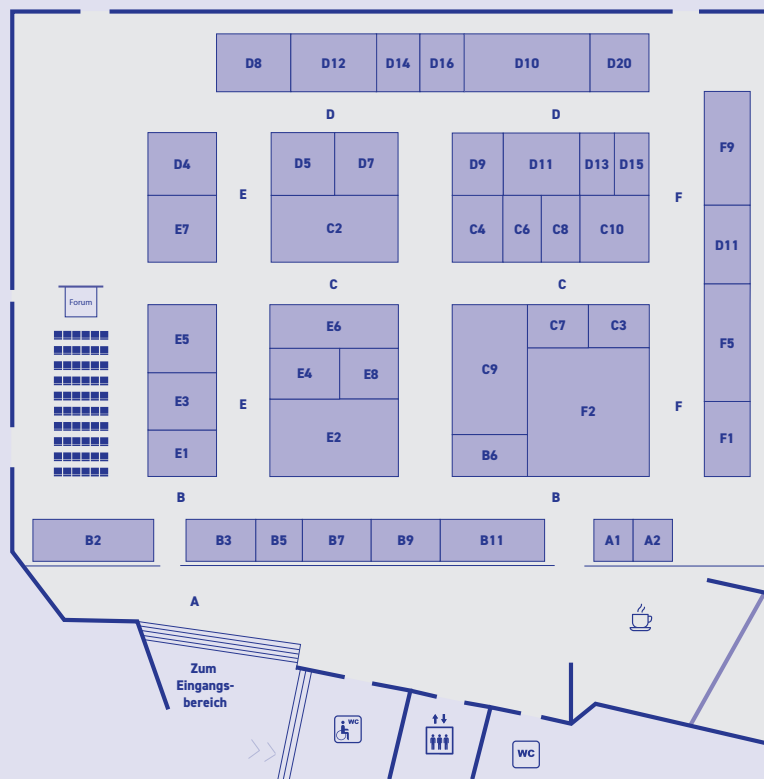 D8 D12 D14 D16 D10 D20
D D
F9
D4 D5 D7 D9 D11 D13 D15
E F
E7 C2 C4 C6 C8 C10
D11
C C
Forum
E5 E6 C7 C3
F5
E4 E8 C9
E3
E F
F2
E1 E2 F1
B6
B B
B2 B3 B5 B7 B9 B11 A1 A2
A
Zum
Eingangs-
bereich
WC
WC